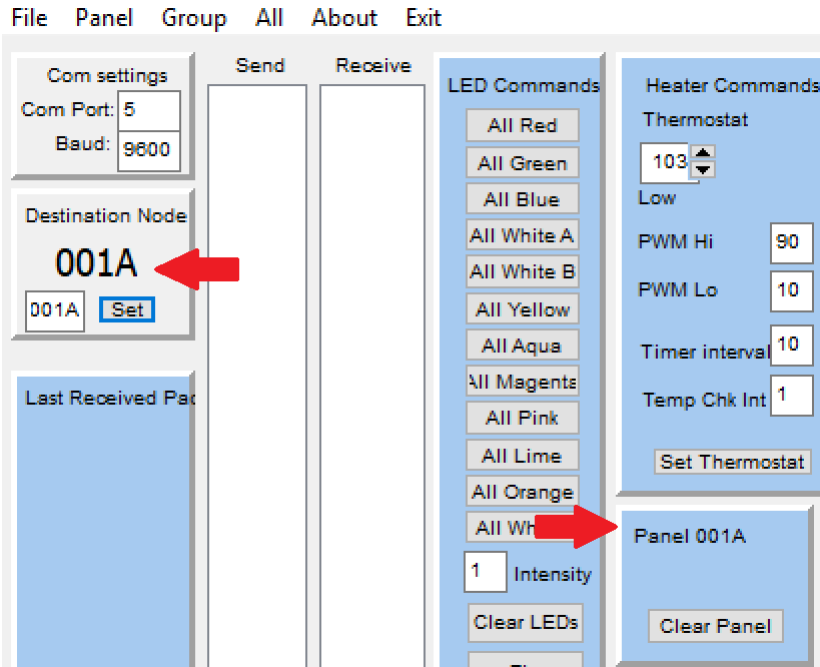 File Panel Group All About Exit
Com settings
Com Port: 5
Baud: 9600
Destination Node
001A
001A Set
Last Received Pac
Send
Receive
LED Commands
All Red
All Green
All Blue
All White A
All White B
All Yellow
All Aqua
All Magenta
All Pink
All Lime
All Orange
All Wh
1 Intensity
Clear LEDs
Heater Commands
Thermostat
103
Low
PWM Hi 90
PWM Lo 10
Timer interval 10
Temp Chk Int 1
Set Thermostat
Panel 001A
Clear Panel